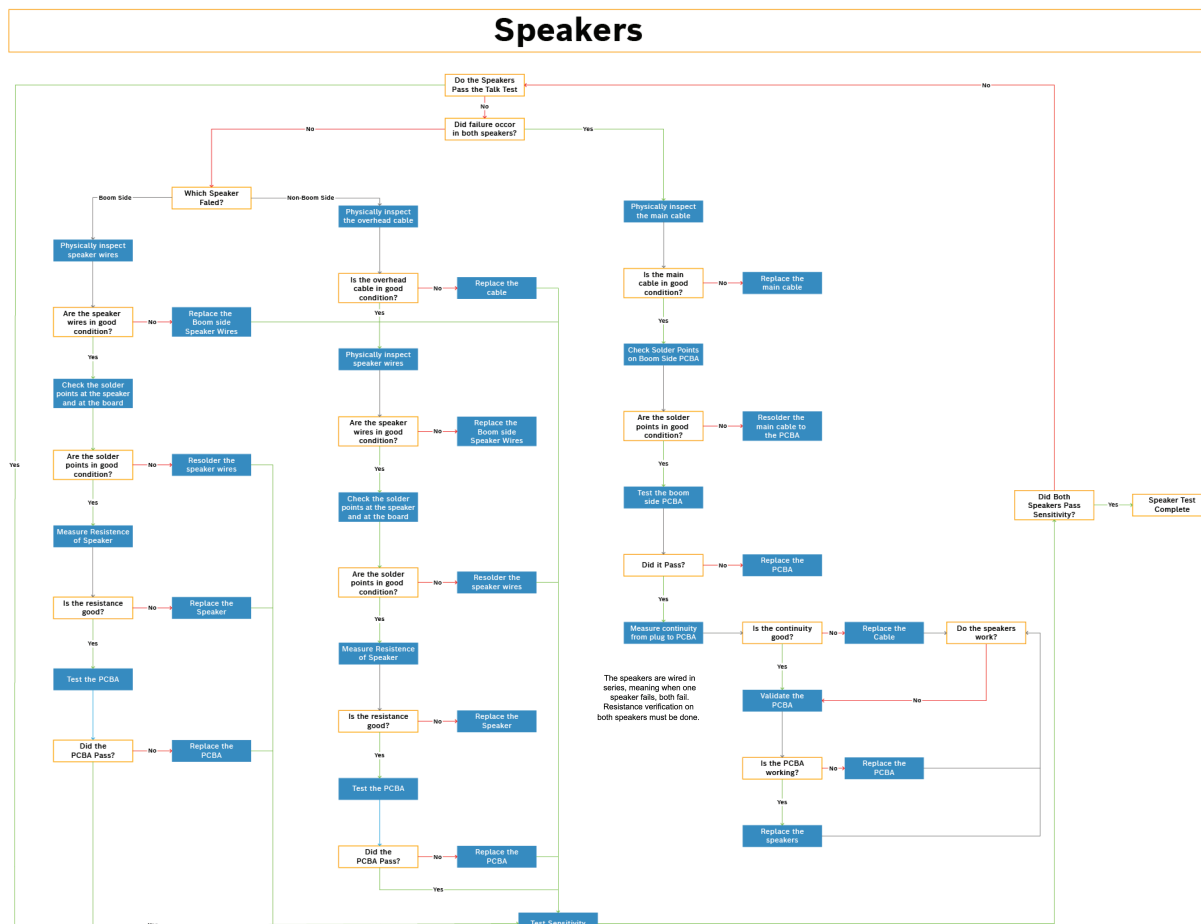 Speakers
Do the Speakers
Pass the Talk Test
No
No
Did failure occor
in both speakers?
No
Yes
Which Speaker
Faled?
Boom Side
Non-Boom Side
Physically inspect
speaker wires
Are the speaker
wires in good
condition?
No
Replace the
Boom side
Speaker Wires
Yes
Check the solder
points at the speaker
and at the board
Are the solder
points in good
condition?
No
Resolder the
speaker wires
Yes
Yes
Measure Resistence
of Speaker
Is the resistance
good?
No
Replace the
Speaker
Yes
Test the PCBA
Did the
PCBA Pass?
No
Replace the
PCBA
Physically inspect
the overhead cable
Is the overhead
cable in good
condition?
No
Replace the
cable
Yes
Physically inspect
speaker wires
Are the speaker
wires in good
condition?
No
Replace the
Boom side
Speaker Wires
Yes
Check the solder
points at the speaker
and at the board
Are the solder
points in good
condition?
No
Resolder the
speaker wires
Yes
Measure Resistence
of Speaker
Is the resistance
good?
No
Replace the
Speaker
Yes
Test the PCBA
Did the
PCBA Pass?
No
Replace the
PCBA
Yes
Test Sensitivity
Physically inspect
the main cable
Is the main
cable in good
condition?
No
Replace the
main cable
Yes
Check Solder Points
on Boom Side PCBA
Are the solder
points in good
condition?
No
Resolder the
main cable to
the PCBA
Yes
Test the boom
side PCBA
Did it Pass?
No
Replace the
PCBA
Yes
Measure continuity
from plug to PCBA
Is the continuity
good?
No
Replace the
Cable
Do the speakers
work?
Yes
No
Validate the
PCBA
The speakers are wired in
series, meaning when one
speaker fails, both fail.
Resistance verification on
both speakers must be done.
Is the PCBA
working?
No
Replace the
PCBA
Yes
Replace the
speakers
Did Both
Speakers Pass
Sensitivity?
Yes
Speaker Test
Complete